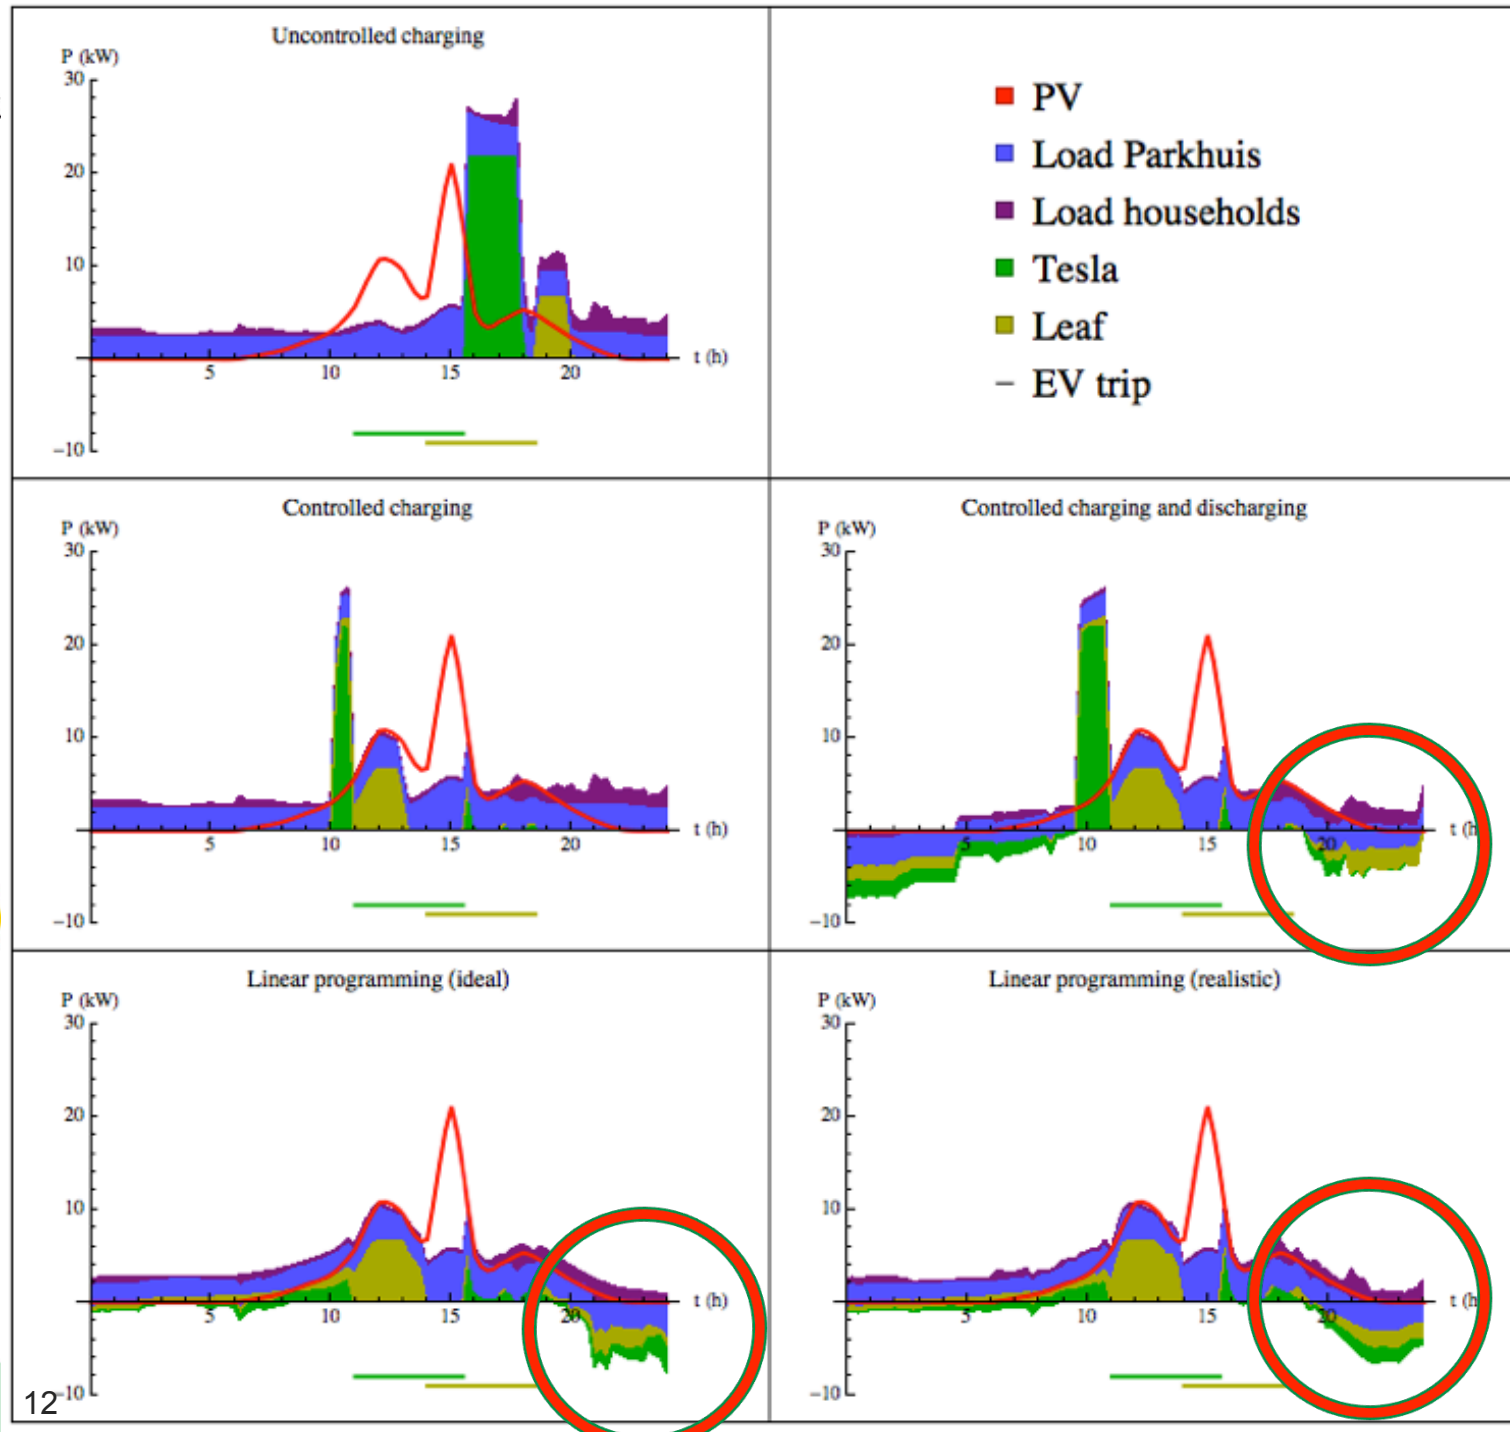 Uncontrolled charging
P (kW)
30
20
10
-10
5
10
15
20
t (h)
PV
Load Parkhuis
Load households
Tesla
Leaf
EV trip
Controlled charging
P (kW)
30
20
10
-10
5
10
15
20
t (h)
Controlled charging and discharging
P (kW)
30
20
10
-10
5
10
15
20
t (h
Linear programming (ideal)
P (kW)
30
20
10
-10
5
10
15
20
t (h)
Linear programming (realistic)
P (kW)
30
20
10
-10
5
10
15
20
t (h
12